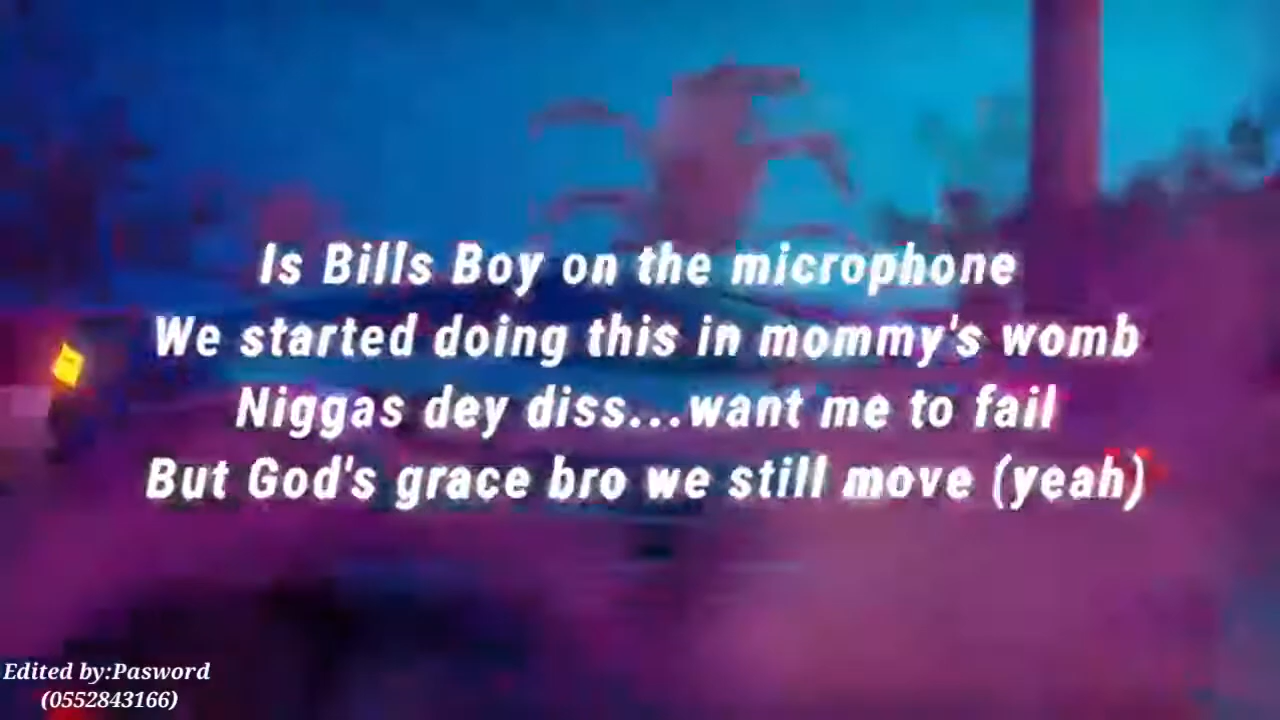 Is Bills Boy on the microphone
We started doing this in mommy's womb
Niggas dey diss...want me to fail
But God's grace bro we still move (yeah)
Edited by:Pasword
(0552843166)